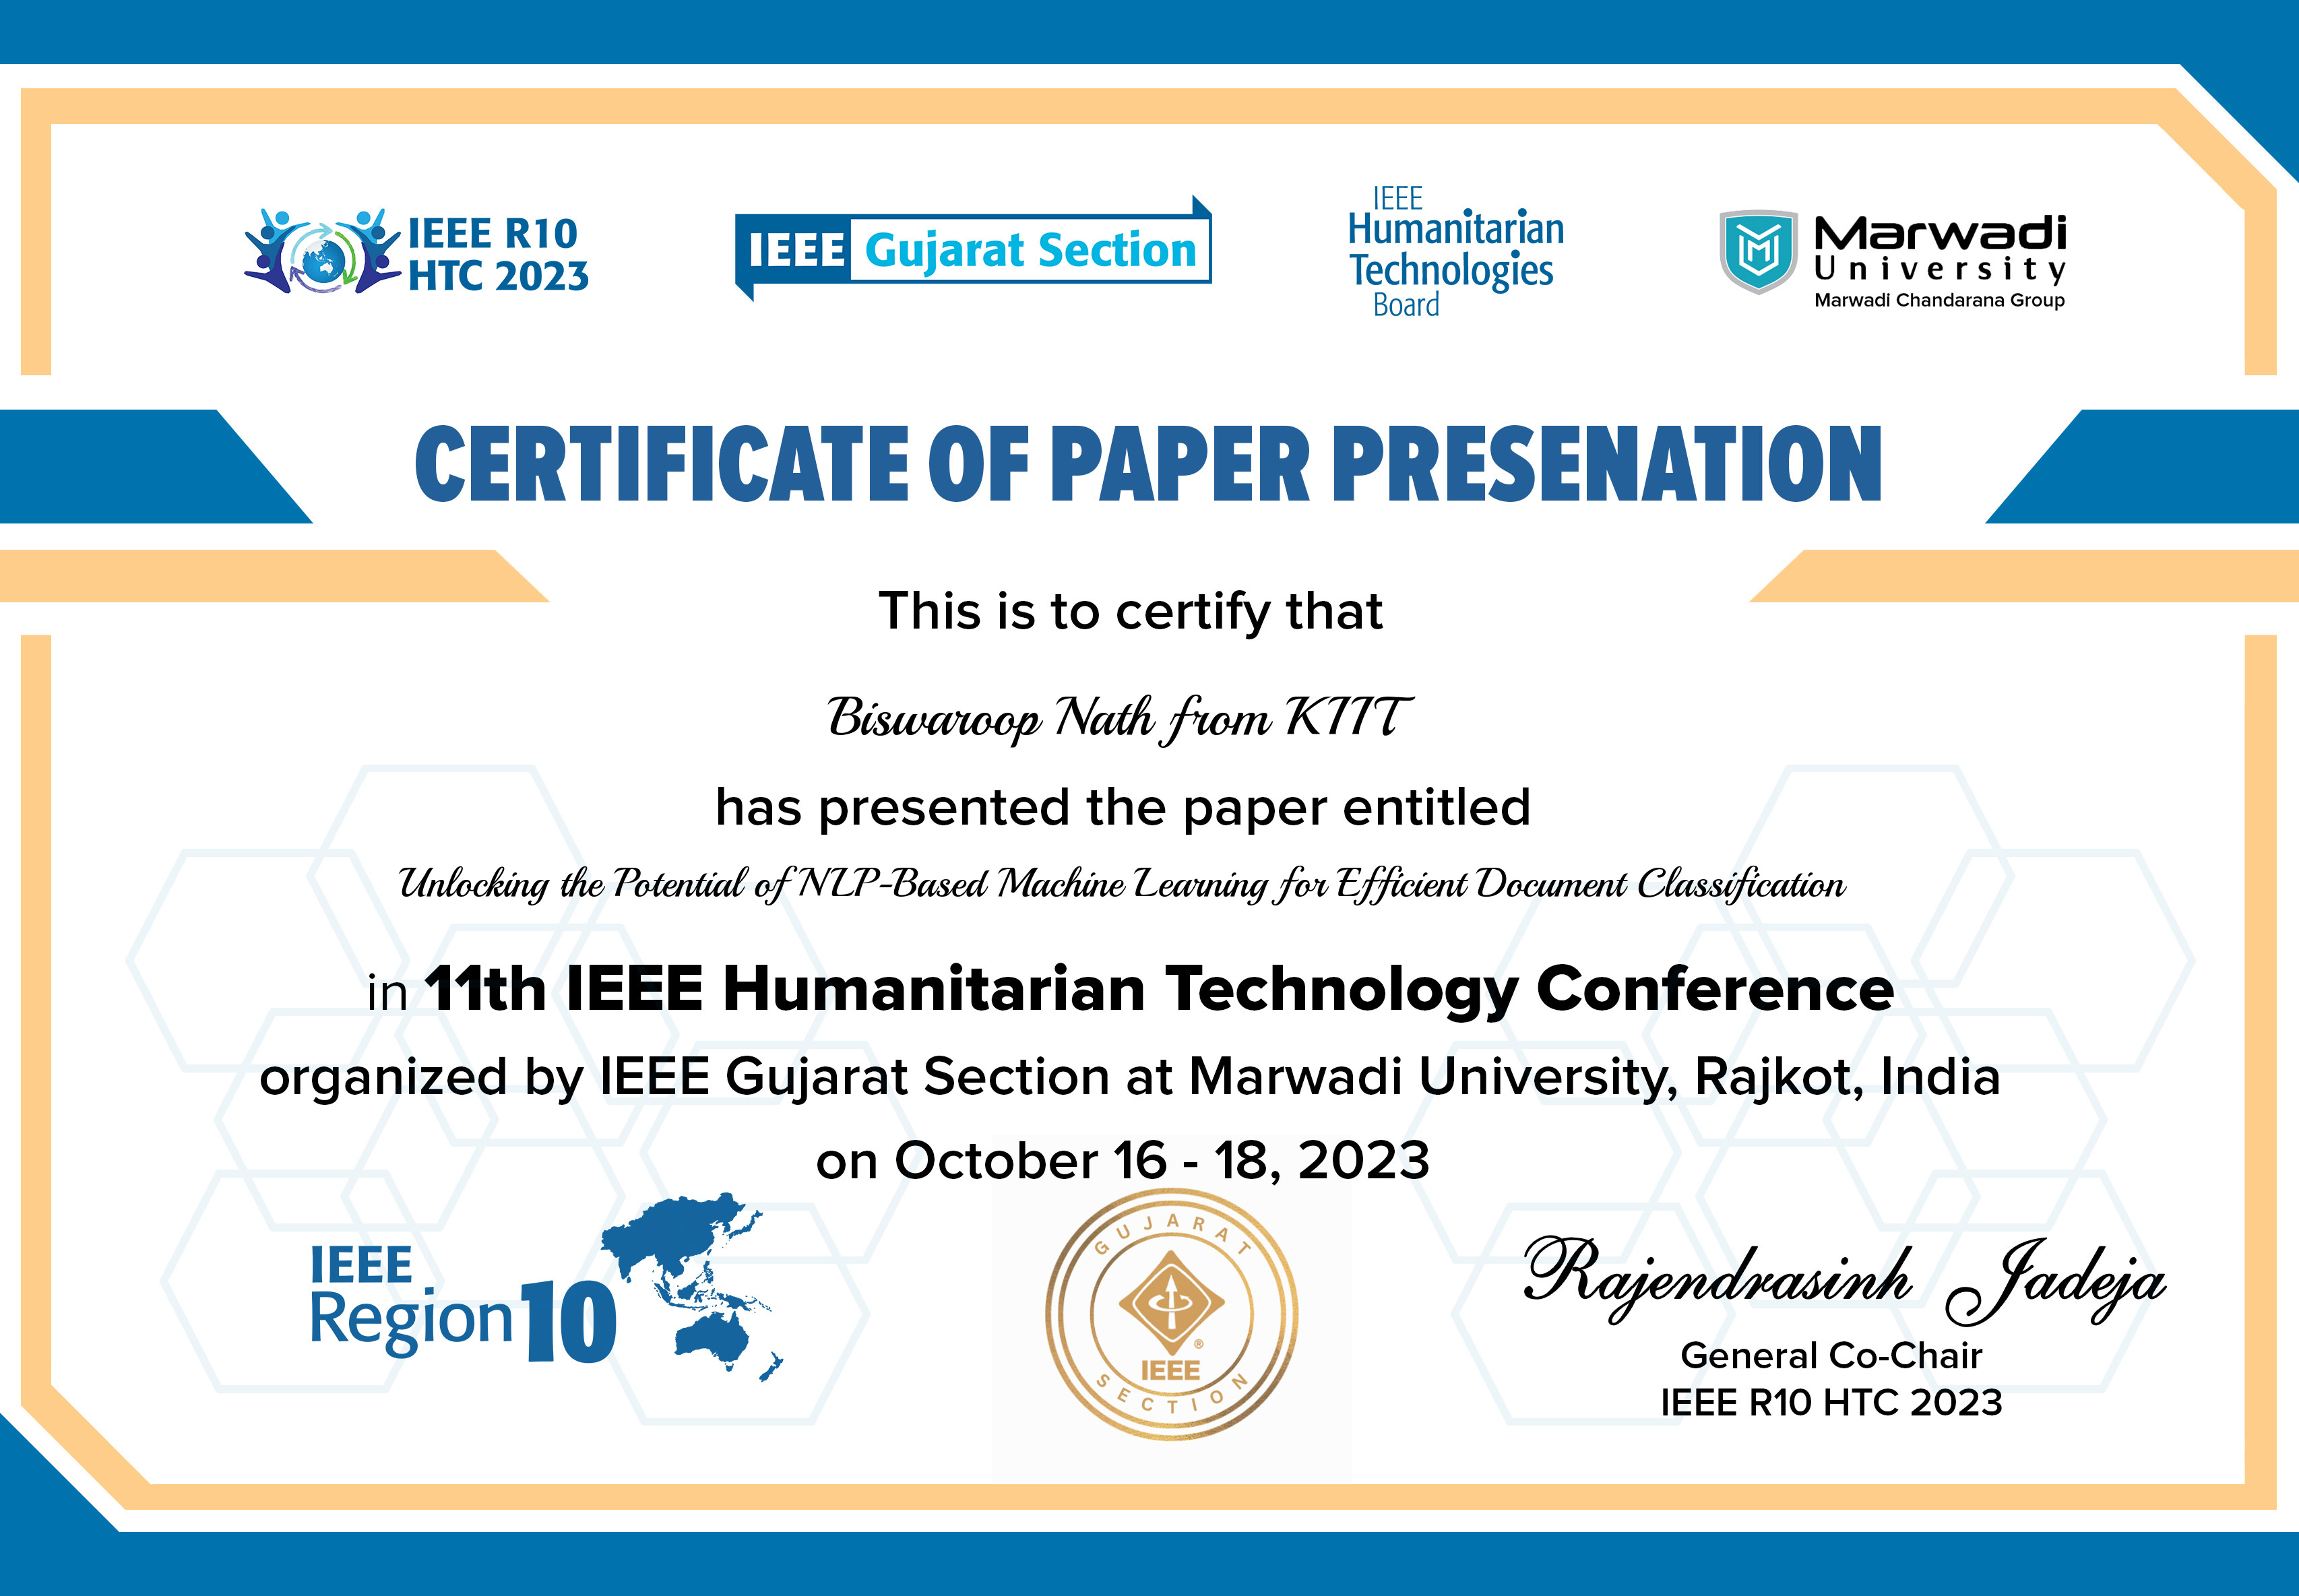 IEEE R10
HTC 2023
IEEE Gujarat Section
IEEE
Humanitarian
Technologies
Board
Marwadi
University
Marwadi Chandarana Group
CERTIFICATE OF PAPER PRESENATION
This is to certify that
Biswaroop Nath from KIIT
has presented the paper entitled
Unlocking the Potential of NLP-Based Machine Learning for Efficient Document Classification
in 11th IEEE Humanitarian Technology Conference
organized by IEEE Gujarat Section at Marwadi University, Rajkot, India
on October 16 - 18, 2023
IEEE
Region 10
GUJARAT
IEEE ®
SECTION
Rajendrasinh Jadeja
General Co-Chair
IEEE R10 HTC 2023